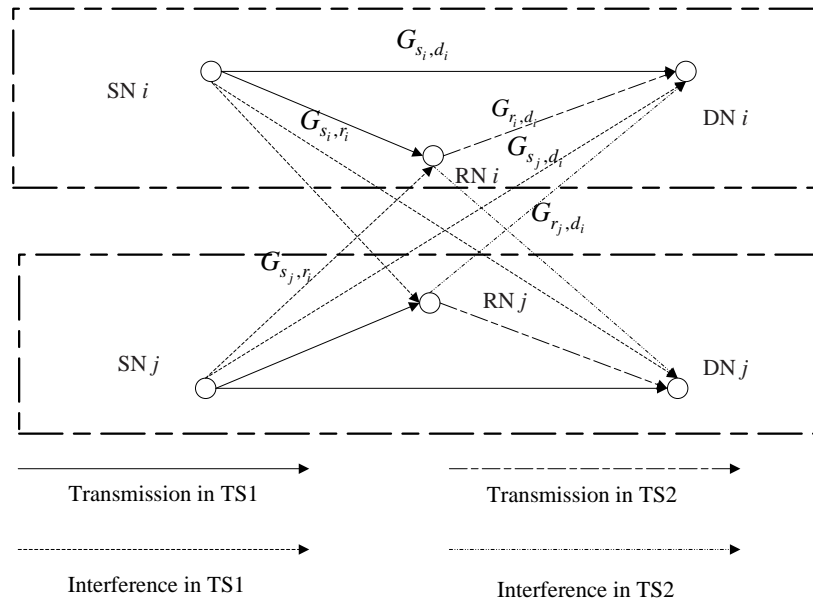 G_{s_i,d_i}
SN i
G_{s_i,r_i}
G_{r_i,d_i}
DN i
G_{s_j,d_i}
RN i
G_{r_j,d_i}
G_{s_j,r_i}
RN j
SN j
DN j
Transmission in TS1
Transmission in TS2
Interference in TS1
Interference in TS2